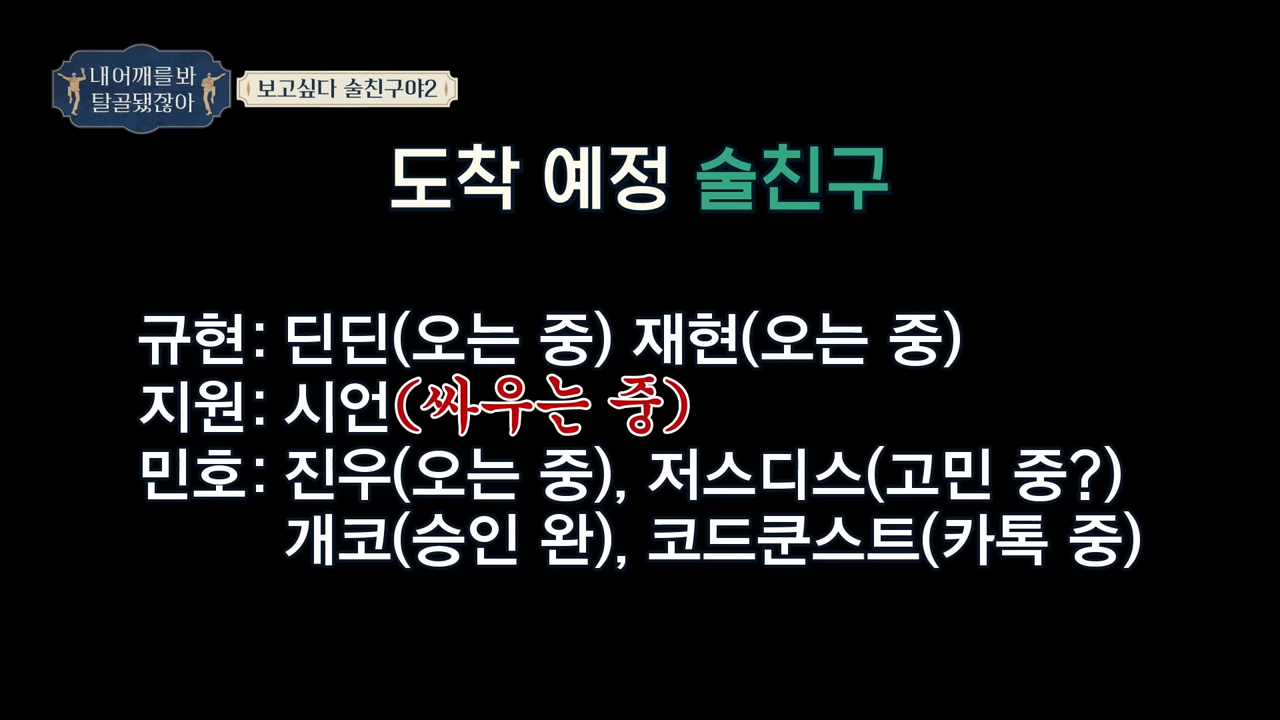 내 어깨를 봐
탈골됐잖아
보고싶다 술친구야2
도착 예정 술친구
규현: 딘딘(오는 중) 재현(오는 중)
지원: 시언(싸우는 중)
민호: 진우(오는 중), 저스디스(고민 중?)
개코(승인 완), 코드쿤스트(카톡 중)